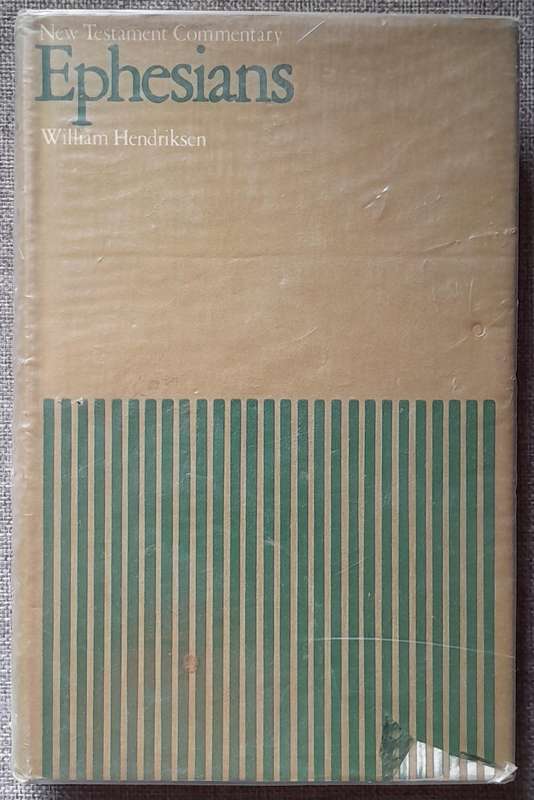 New Testament Commentary
Ephesians
William Hendriksen